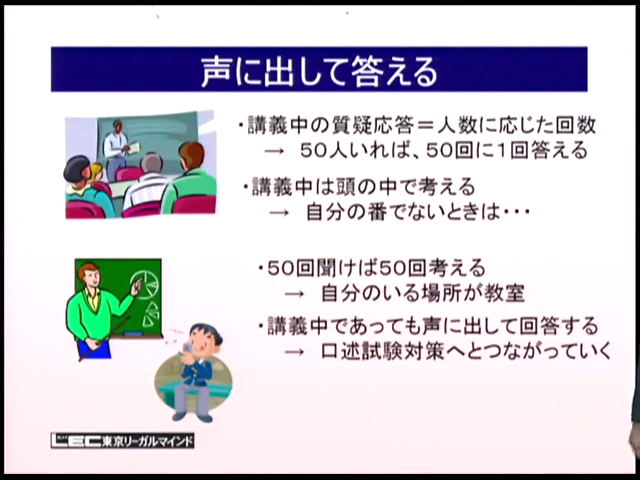 声に出して答える
・講義中の質疑応答＝人数に応じた回数
→ 50人いれば、50回に1回答える
・講義中は頭の中で考える
→ 自分の番でないときは・・・
・50回聞けば50回考える
→ 自分のいる場所が教室
・講義中であっても声に出して回答する
→ 口述試験対策へとつながっていく
LEC東京リーガルマインド